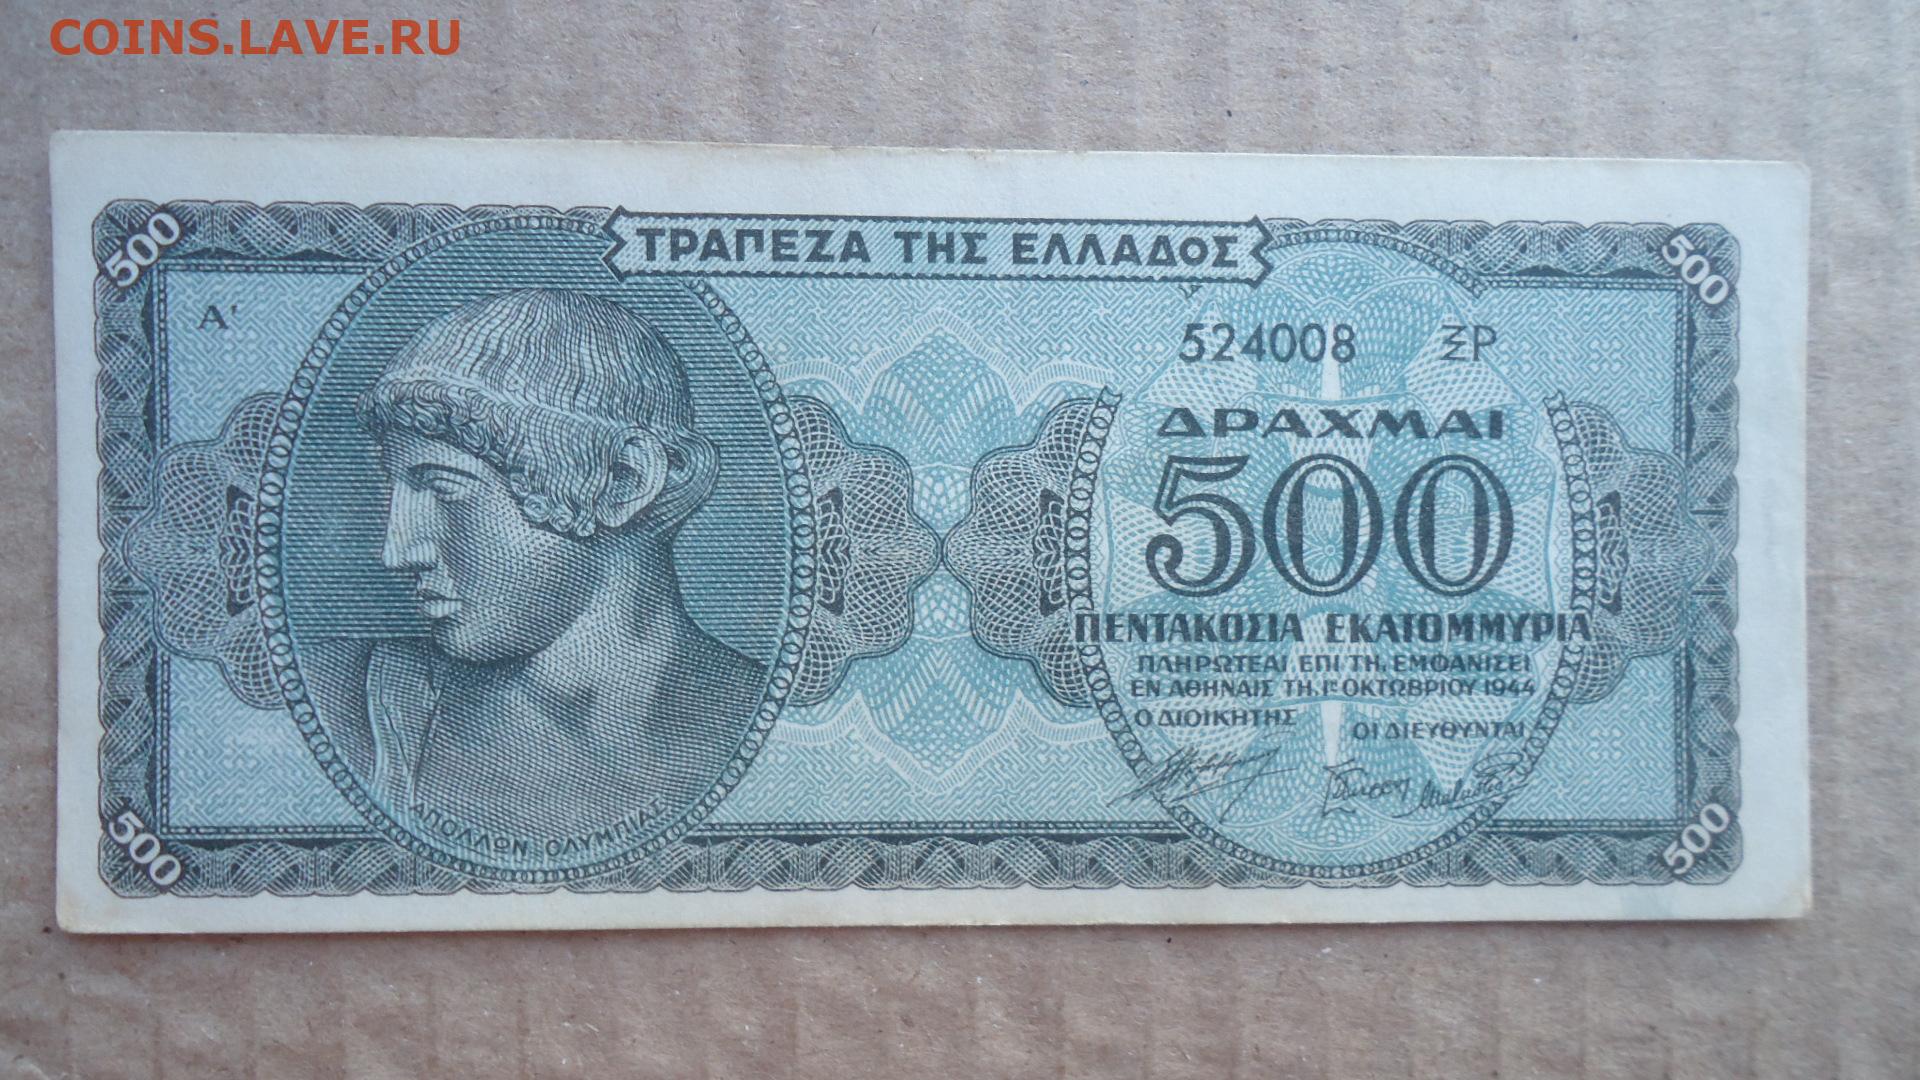 COINS.LAVE.RU
500
500
ΤΡΑΠΕΖΑ ΤΗΣ ΕΛΛΑΔΟΣ
Α'
524008 ΞΡ
ΔΡΑΧΜΑΙ
500
ΠΕΝΤΑΚΟΣΙΑ ΕΚΑΤΟΜΜΥΡΙΑ
ΠΛΗΡΩΤΕΑΙ ΕΠΙ ΤΗ, ΕΜΦΑΝΙΣΕΙ
ΕΝ ΑΘΗΝΑΙΣ ΤΗ, 1Η ΟΚΤΩΒΡΙΟΥ 1944
Ο ΔΙΟΙΚΗΤΗΣ
ΟΙ ΔΙΕΥΘΥΝΤΑΙ
ΑΠΟΛΛΩΝ ΟΛΥΜΠΙΑΣ
500
500